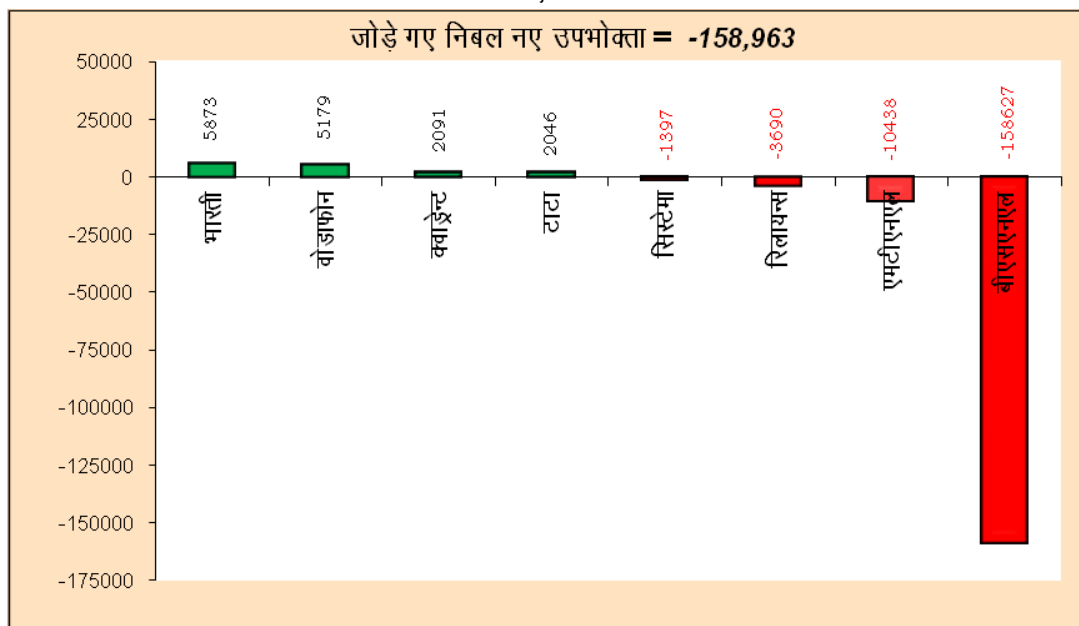 जोड़े गए निबल नए उपभोक्ता = -158,963
50000
25000
0
-25000
-50000
-75000
-100000
-125000
-150000
-175000
5873
5179
2091
2046
-1397
-3690
-10438
-158627
भारती
वोडाफोन
क्वाड्रेन्ट
टाटा
सिस्टेमा
रिलायन्स
एमटीएनएल
बीएसएनएल